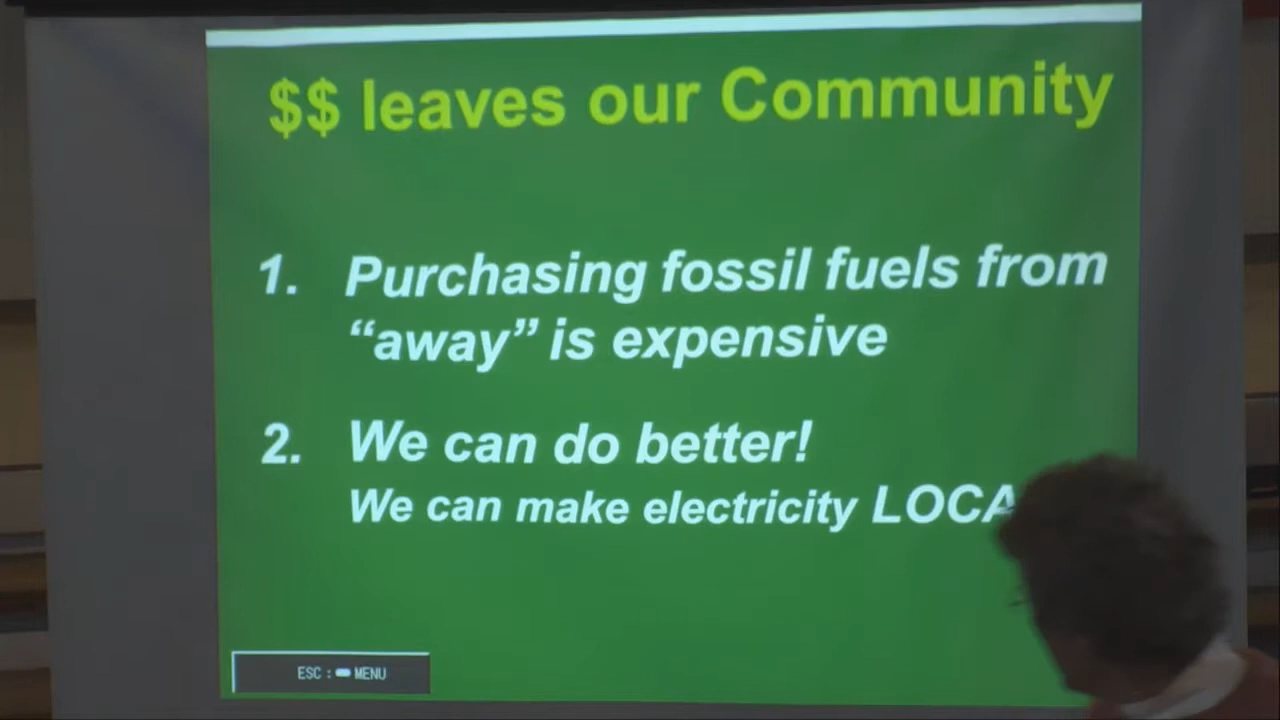 $$ leaves our Community
1. Purchasing fossil fuels from
“away” is expensive
2. We can do better!
We can make electricity
ESC : MENU